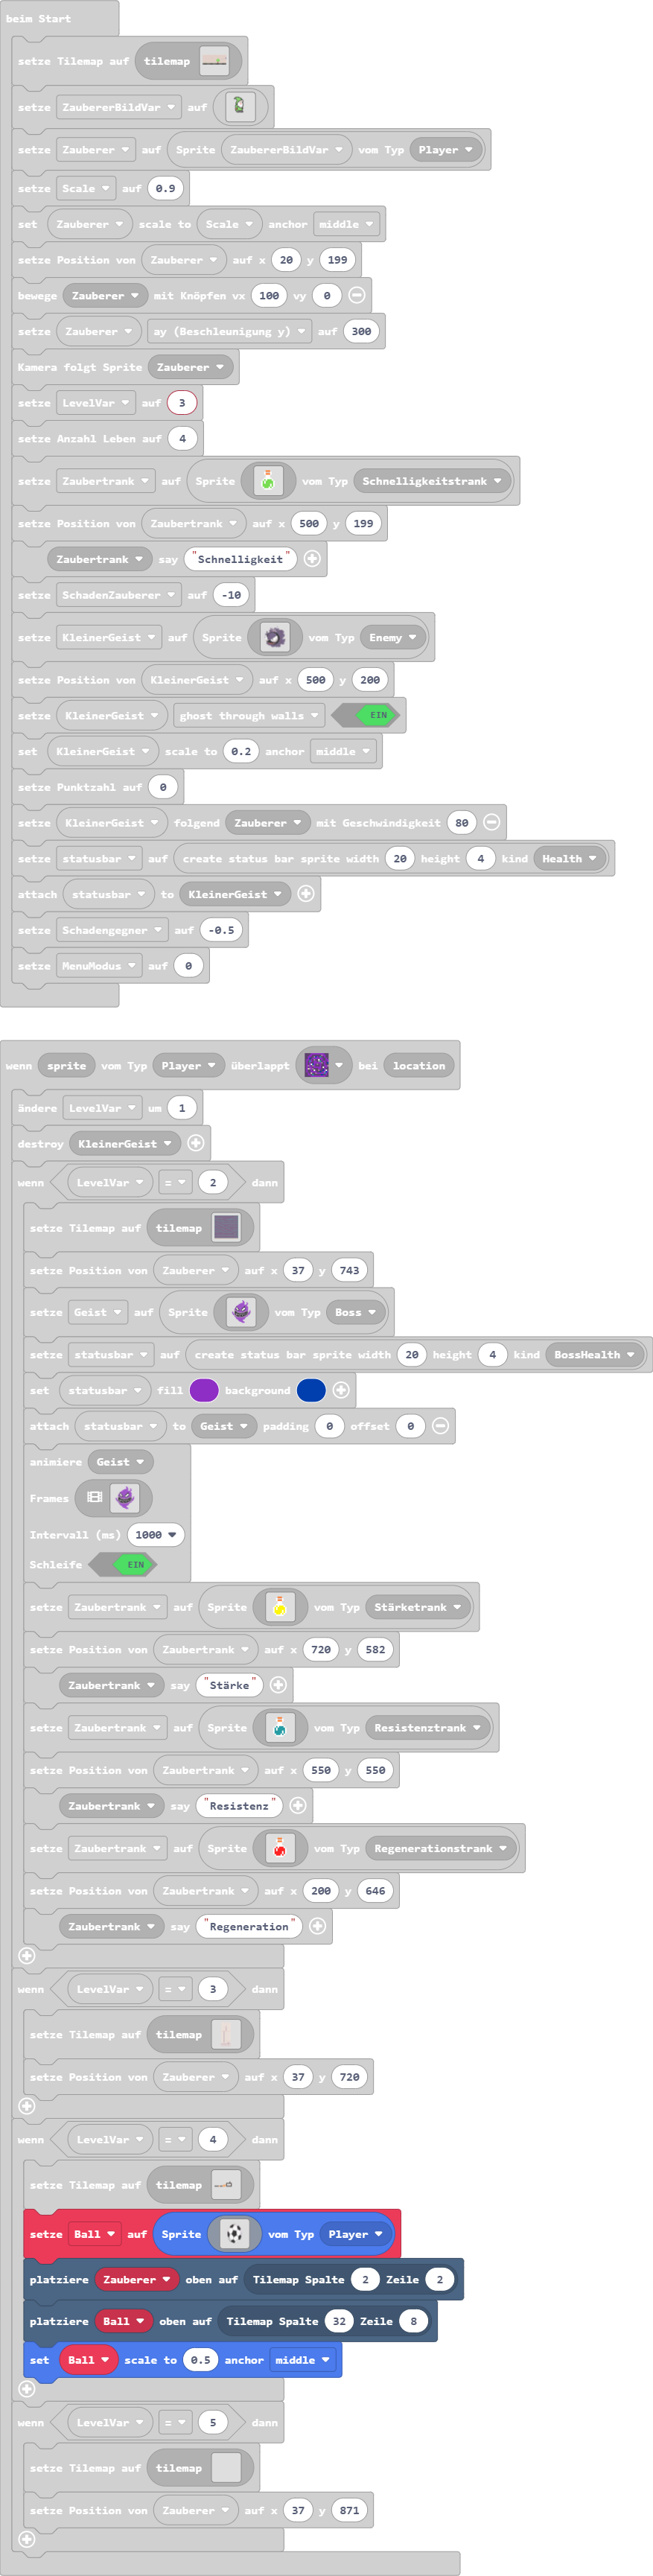 beim Start
setze Tilemap auf tilemap
setze ZaubererBildVar auf
setze Zauberer auf Sprite ZaubererBildVar vom Typ Player
setze Scale auf 0.9
set Zauberer scale to Scale anchor middle
setze Position von Zauberer auf x 20 y 199
bewege Zauberer mit Knöpfen vx 100 vy 0
setze Zauberer ay (Beschleunigung y) auf 300
Kamera folgt Sprite Zauberer
setze LevelVar auf 3
setze Anzahl Leben auf 4
setze Zaubertrank auf Sprite vom Typ Schnelligkeitstrank
setze Position von Zaubertrank auf x 500 y 199
Zaubertrank say "Schnelligkeit"
setze SchadenZauberer auf -10
setze KleinerGeist auf Sprite vom Typ Enemy
setze Position von KleinerGeist auf x 500 y 200
setze KleinerGeist ghost through walls EIN
set KleinerGeist scale to 0.2 anchor middle
setze Punktzahl auf 0
setze KleinerGeist folgend Zauberer mit Geschwindigkeit 80
setze statusbar auf create status bar sprite width 20 height 4 kind Health
attach statusbar to KleinerGeist
setze Schadengegner auf -0.5
setze MenuModus auf 0
wenn sprite vom Typ Player überlappt bei location
ändere LevelVar um 1
destroy KleinerGeist
wenn LevelVar = 2 dann
setze Tilemap auf tilemap
setze Position von Zauberer auf x 37 y 743
setze Geist auf Sprite vom Typ Boss
setze statusbar auf create status bar sprite width 20 height 4 kind BossHealth
set statusbar fill background
attach statusbar to Geist padding 0 offset 0
animiere Geist
Frames
Intervall (ms) 1000
Schleife EIN
setze Zaubertrank auf Sprite vom Typ Stärketrank
setze Position von Zaubertrank auf x 720 y 582
Zaubertrank say "Stärke"
setze Zaubertrank auf Sprite vom Typ Resistenztrank
setze Position von Zaubertrank auf x 550 y 550
Zaubertrank say "Resistenz"
setze Zaubertrank auf Sprite vom Typ Regenerationstrank
setze Position von Zaubertrank auf x 200 y 646
Zaubertrank say "Regeneration"
wenn LevelVar = 3 dann
setze Tilemap auf tilemap
setze Position von Zauberer auf x 37 y 720
wenn LevelVar = 4 dann
setze Tilemap auf tilemap
setze Ball auf Sprite vom Typ Player
platziere Zauberer oben auf Tilemap Spalte 2 Zeile 2
platziere Ball oben auf Tilemap Spalte 32 Zeile 8
set Ball scale to 0.5 anchor middle
wenn LevelVar = 5 dann
setze Tilemap auf tilemap
setze Position von Zauberer auf x 37 y 871